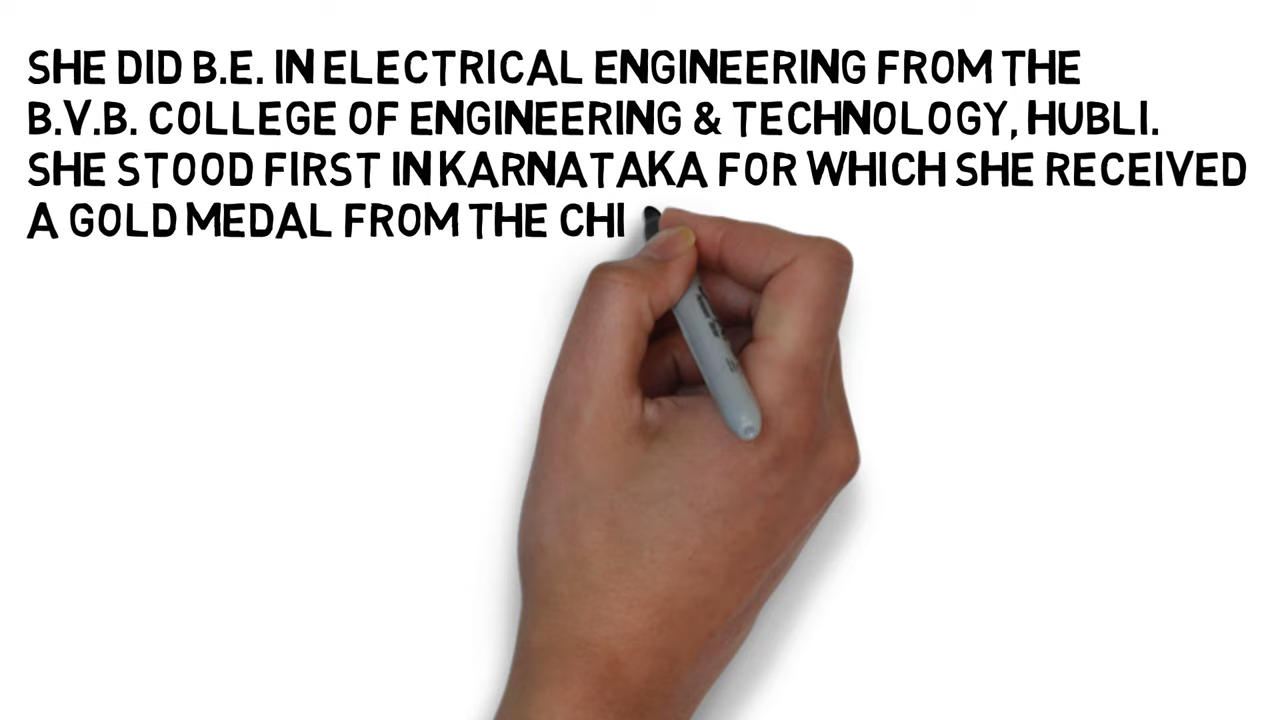 SHE DID B.E. IN ELECTRICAL ENGINEERING FROM THE
B.V.B. COLLEGE OF ENGINEERING & TECHNOLOGY, HUBLI.
SHE STOOD FIRST IN KARNATAKA FOR WHICH SHE RECEIVED
A GOLD MEDAL FROM THE CHI